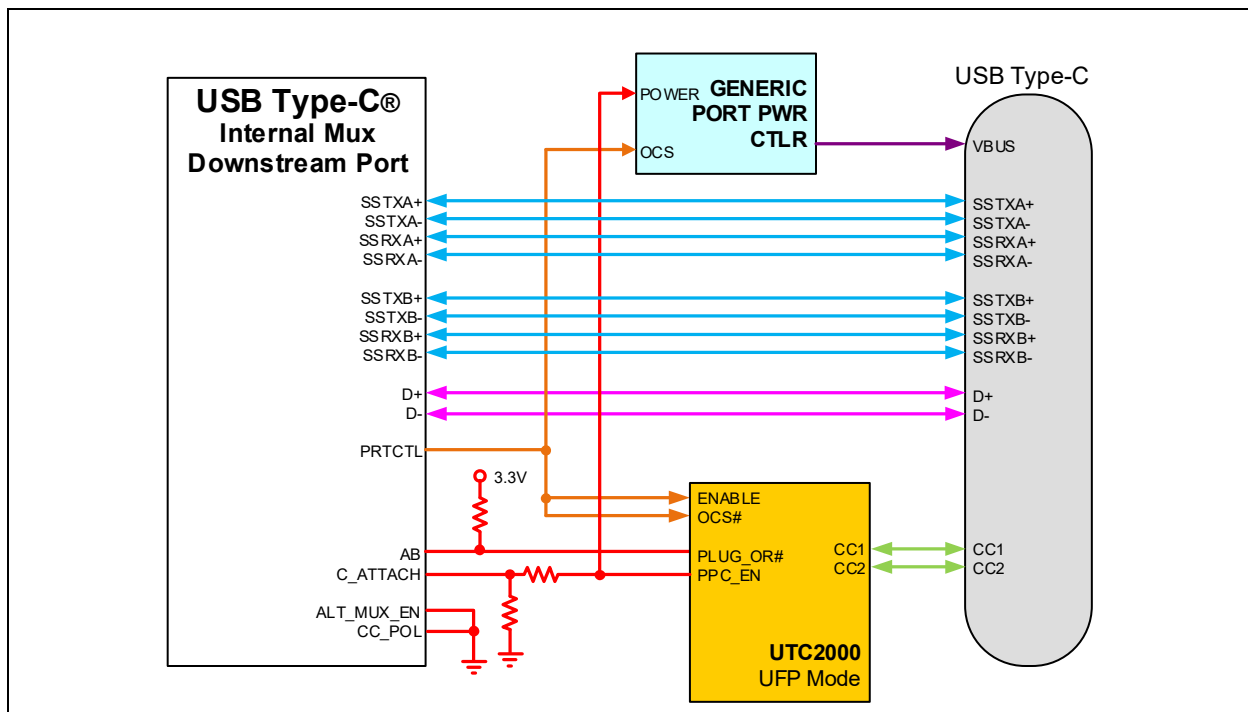 USB Type-C®
Internal Mux
Downstream Port
SSTXA+
SSTXA-
SSRXA+
SSRXA-
SSTXB+
SSTXB-
SSRXB+
SSRXB-
D+
D-
PRTCTL
AB
C_ATTACH
ALT_MUX_EN
CC_POL
3.3V
POWER
OCS
GENERIC
PORT PWR
CTLR
ENABLE
OCS#
PLUG_OR#
PPC_EN
CC1
CC2
UTC2000
UFP Mode
USB Type-C
VBUS
SSTXA+
SSTXA-
SSRXA+
SSRXA-
SSTXB+
SSTXB-
SSRXB+
SSRXB-
D+
D-
CC1
CC2